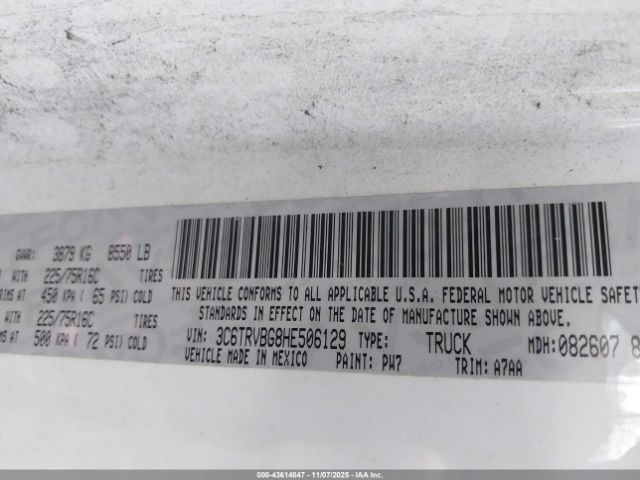 GVWR: 3879 KG 8550 LB
WITH 225/75R16C TIRES
RIMS AT 450 KPA ( 65 PSI) COLD
WITH 225/75R16C TIRES
RIMS AT 500 KPA ( 72 PSI) COLD
THIS VEHICLE CONFORMS TO ALL APPLICABLE U.S.A. FEDERAL MOTOR VEHICLE SAFETY
STANDARDS IN EFFECT ON THE DATE OF MANUFACTURE SHOWN ABOVE.
VIN: 3C6TRVBG8HE506129 TYPE: TRUCK MDH:082607 8
VEHICLE MADE IN MEXICO PAINT: PW7 TRIM: A7AA
000-43614847 - 11/07/2025 - IAA Inc.